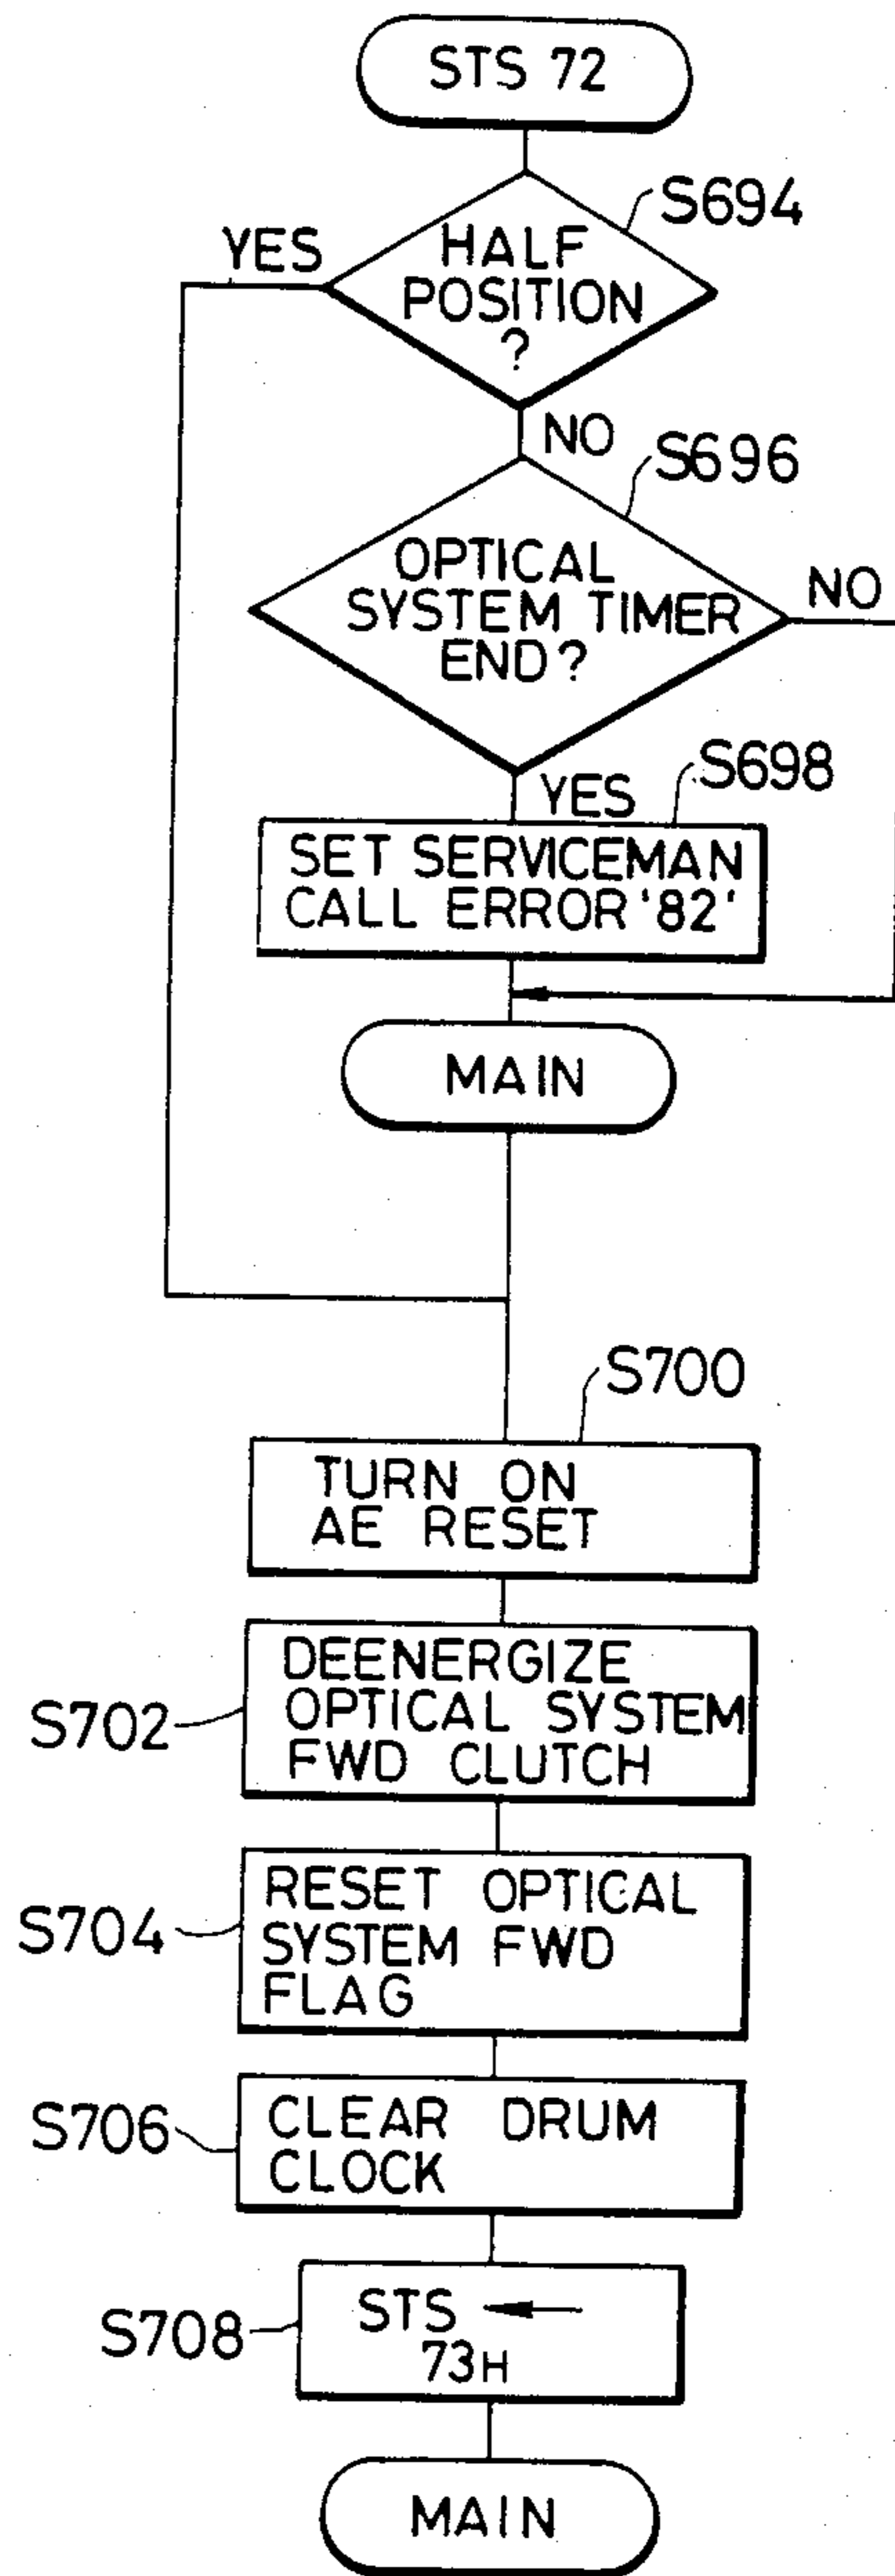 STS 72
S694
YES
HALF
POSITION
?
NO
S696
OPTICAL
SYSTEM TIMER
END?
NO
YES
S698
SET SERVICEMAN
CALL ERROR '82'
MAIN
S700
TURN ON
AE RESET
S702
DEENERGIZE
OPTICAL SYSTEM
FWD CLUTCH
S704
RESET OPTICAL
SYSTEM FWD
FLAG
S706
CLEAR DRUM
CLOCK
S708
STS ←
73H
MAIN